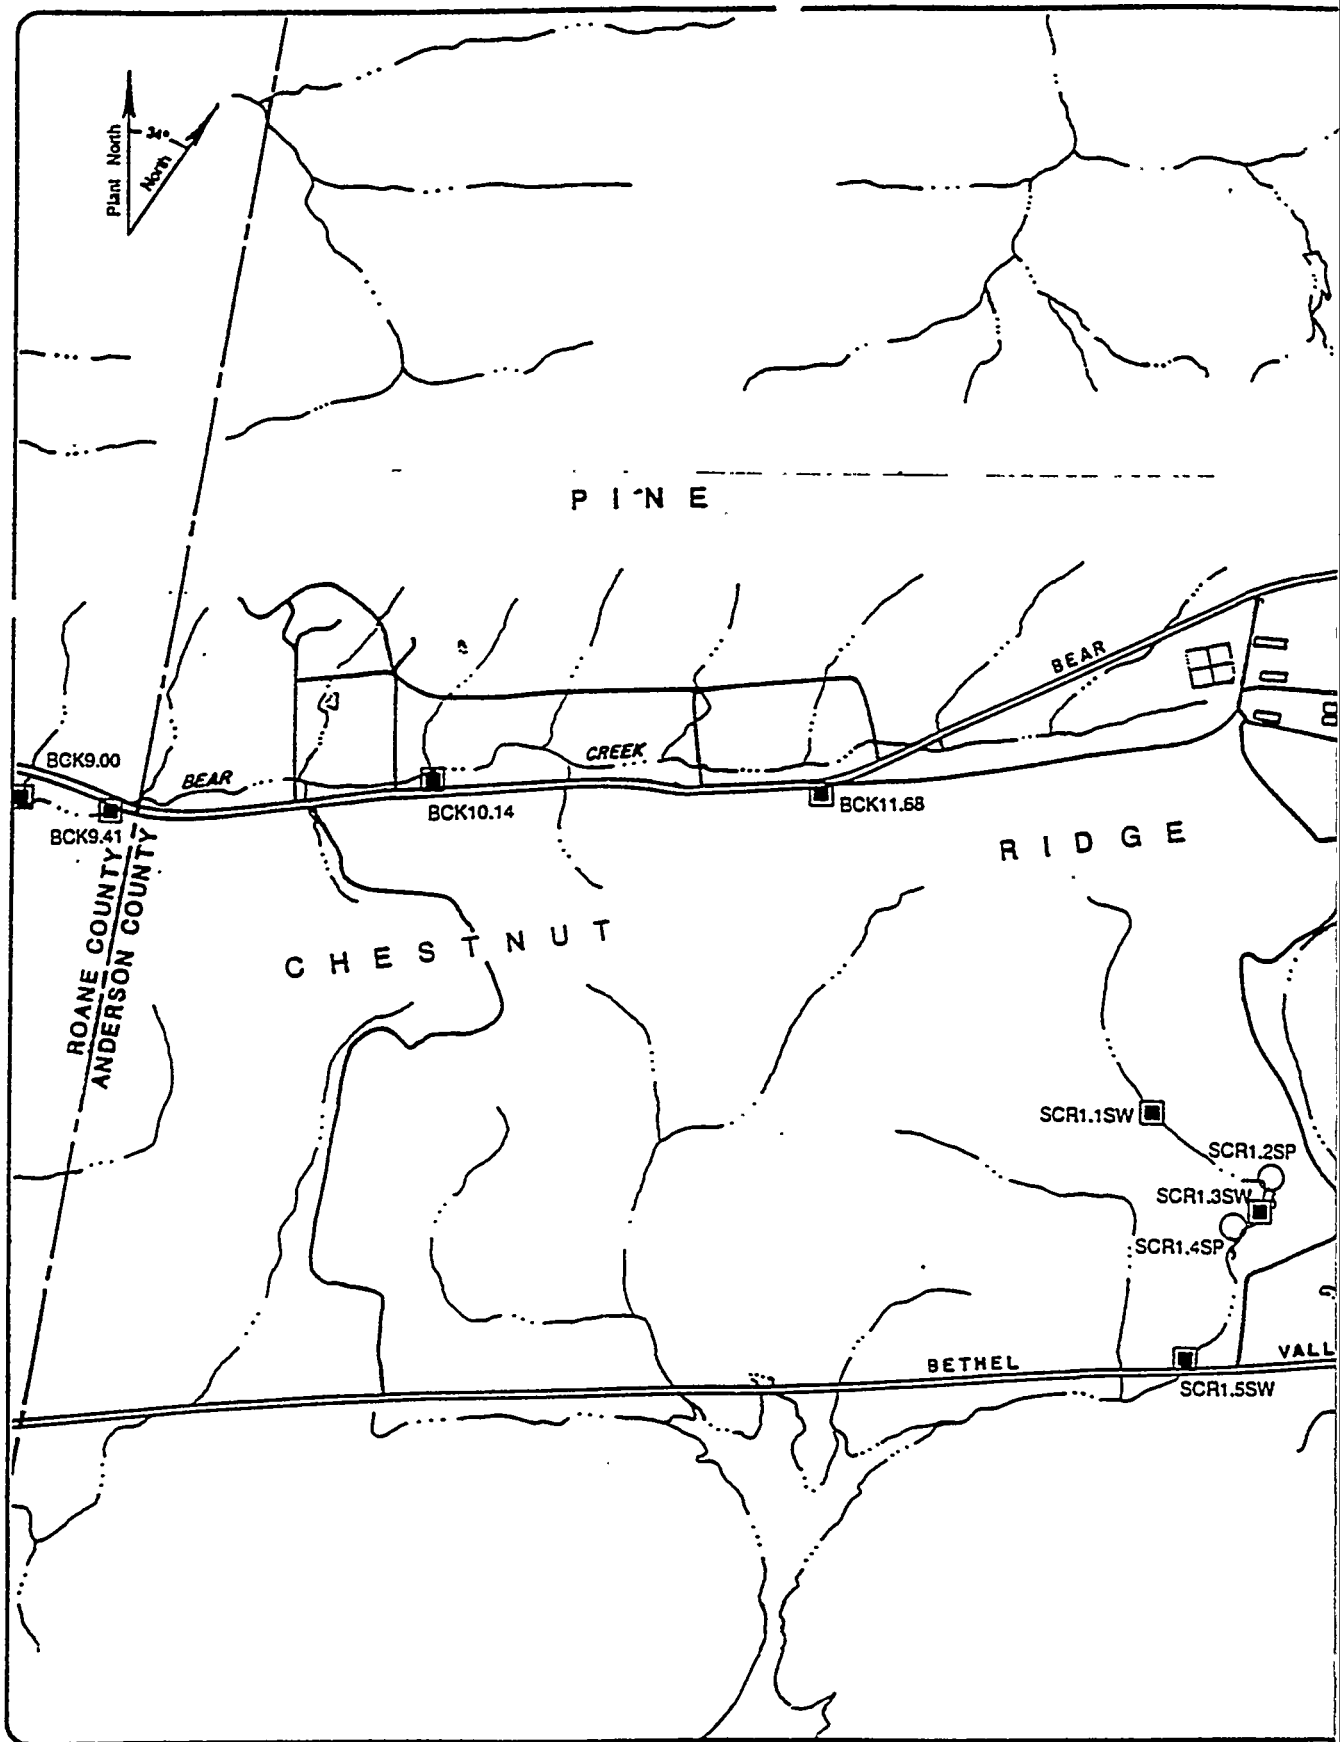 Plant North
34°
North
PINE
BEAR
BCK9.00
BEAR
CREEK
BCK9.41
BCK10.14
BCK11.68
RIDGE
ROANE COUNTY
ANDERSON COUNTY
CHESTNUT
SCR1.1SW
SCR1.2SP
SCR1.3SW
SCR1.4SP
BETHEL
VALL
SCR1.5SW